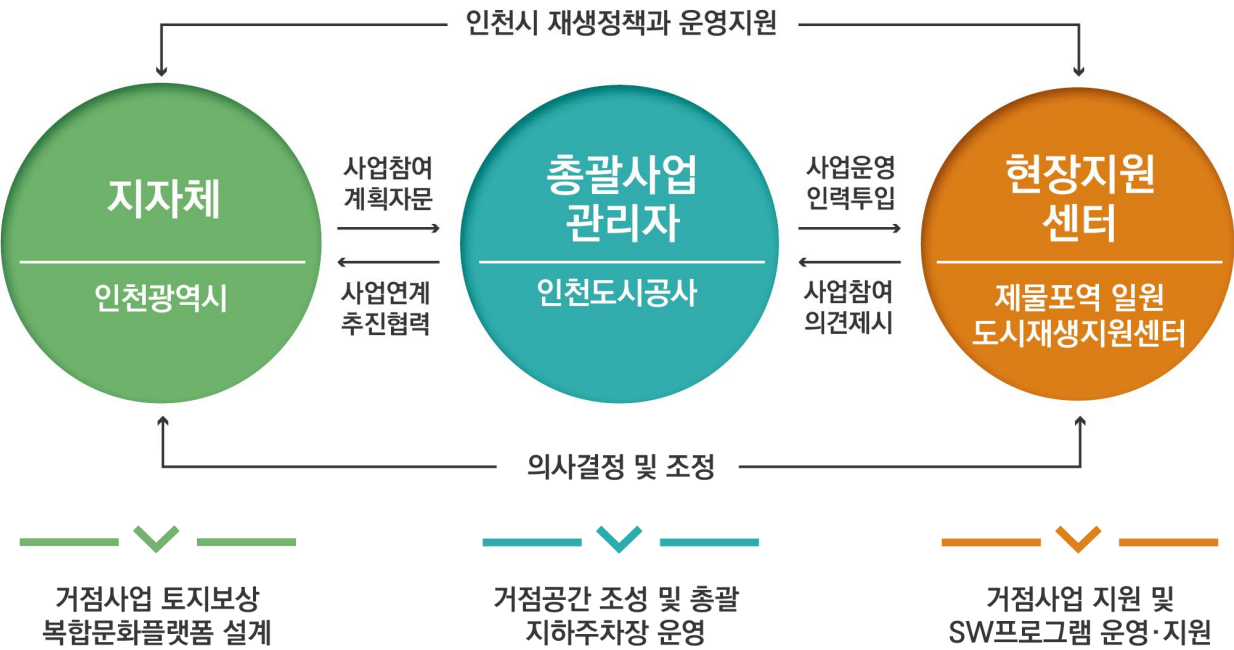 인천시 재생정책과 운영지원
지자체
인천광역시
사업참여
계획자문
사업연계
추진협력
총괄사업
관리자
인천도시공사
사업운영
인력투입
사업참여
의견제시
현장지원
센터
제물포역 일원
도시재생지원센터
의사결정 및 조정
거점사업 토지보상
복합문화플랫폼 설계
거점공간 조성 및 총괄
지하주차장 운영
거점사업 지원 및
SW프로그램 운영·지원